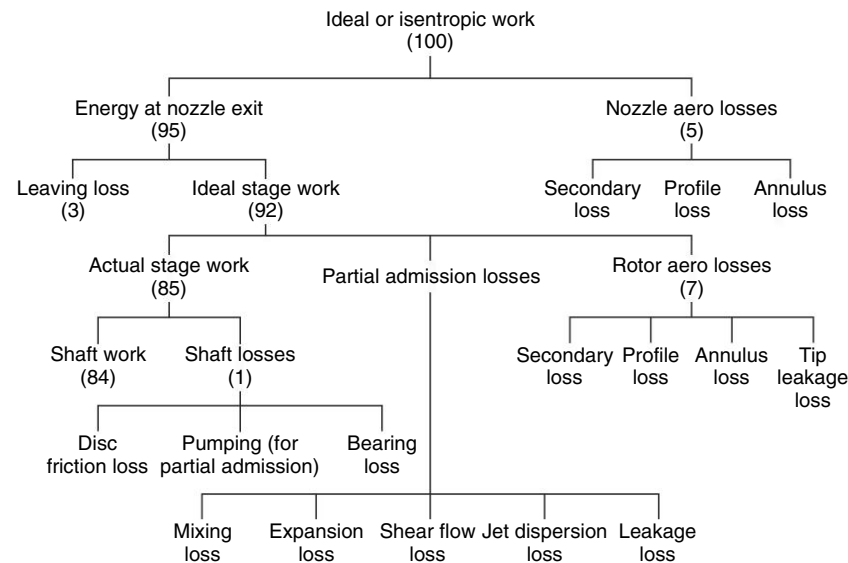 Ideal or isentropic work
(100)
Energy at nozzle exit
(95)
Nozzle aero losses
(5)
Leaving loss
(3)
Ideal stage work
(92)
Secondary
loss
Profile
loss
Annulus
loss
Actual stage work
(85)
Partial admission losses
Rotor aero losses
(7)
Shaft work
(84)
Shaft losses
(1)
Secondary
loss
Profile
loss
Annulus
loss
Tip
leakage
loss
Disc
friction loss
Pumping (for
partial admission)
Bearing
loss
Mixing
loss
Expansion
loss
Shear flow
loss
Jet dispersion
loss
Leakage
loss